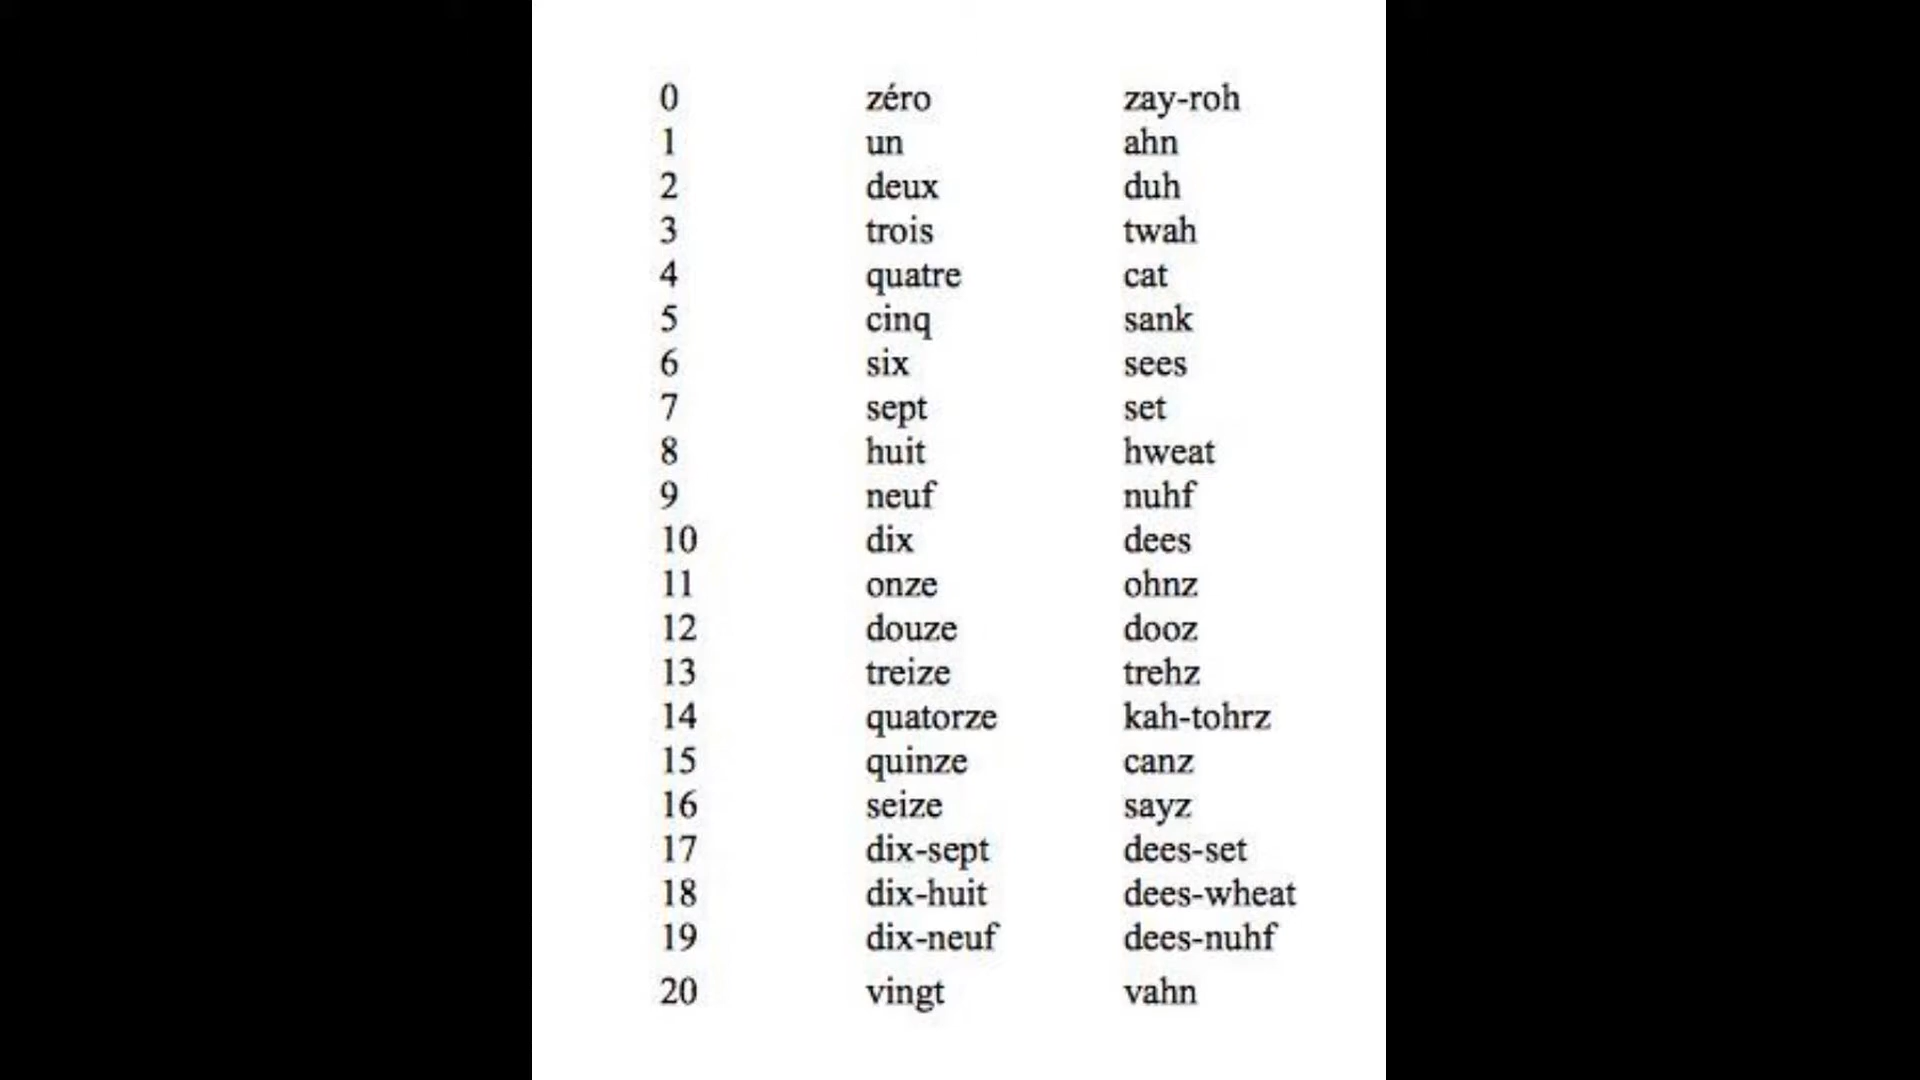 0 zéro zay-roh
1 un ahn
2 deux duh
3 trois twah
4 quatre cat
5 cinq sank
6 six sees
7 sept set
8 huit hweat
9 neuf nuhf
10 dix dees
11 onze ohnz
12 douze dooz
13 treize trehz
14 quatorze kah-tohrz
15 quinze canz
16 seize sayz
17 dix-sept dees-set
18 dix-huit dees-wheat
19 dix-neuf dees-nuhf
20 vingt vahn